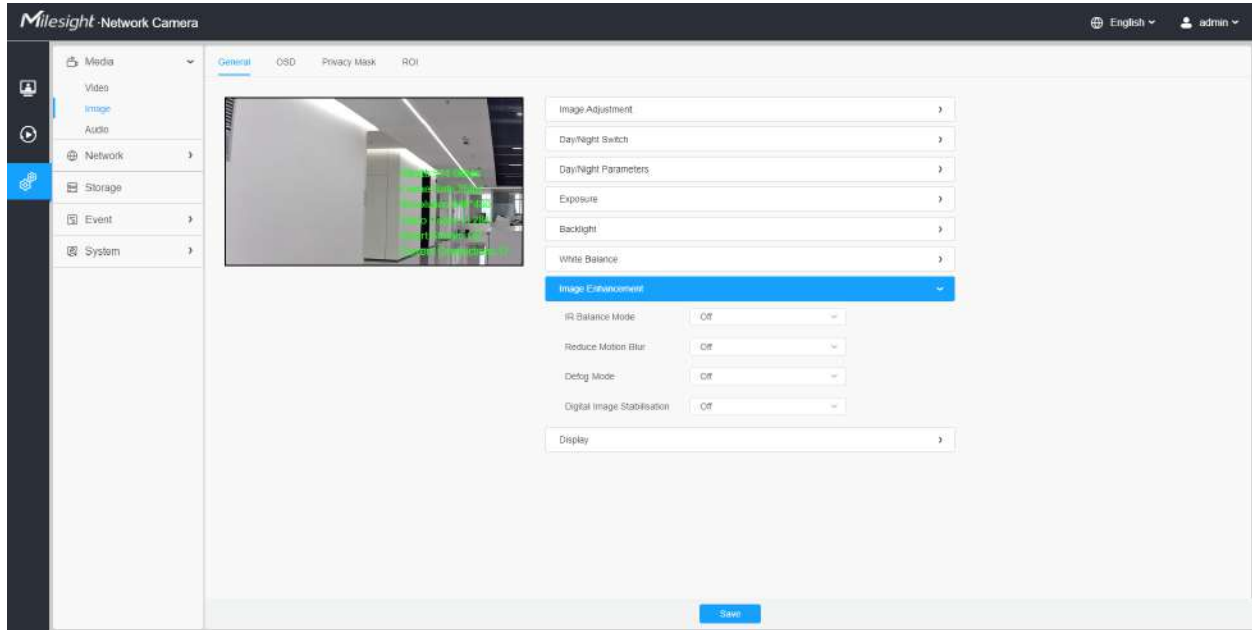 Milesight · Network Camera
English
admin
Media
Video
Image
Audio
Network
Storage
Event
System
General OSD Privacy Mask ROI
Image Adjustment
Day/Night Switch
Day/Night Parameters
Exposure
Backlight
White Balance
Image Enhancement
IR Balance Mode Off
Reduce Motion Blur Off
Defog Mode Off
Digital Image Stabilisation Off
Display
Save